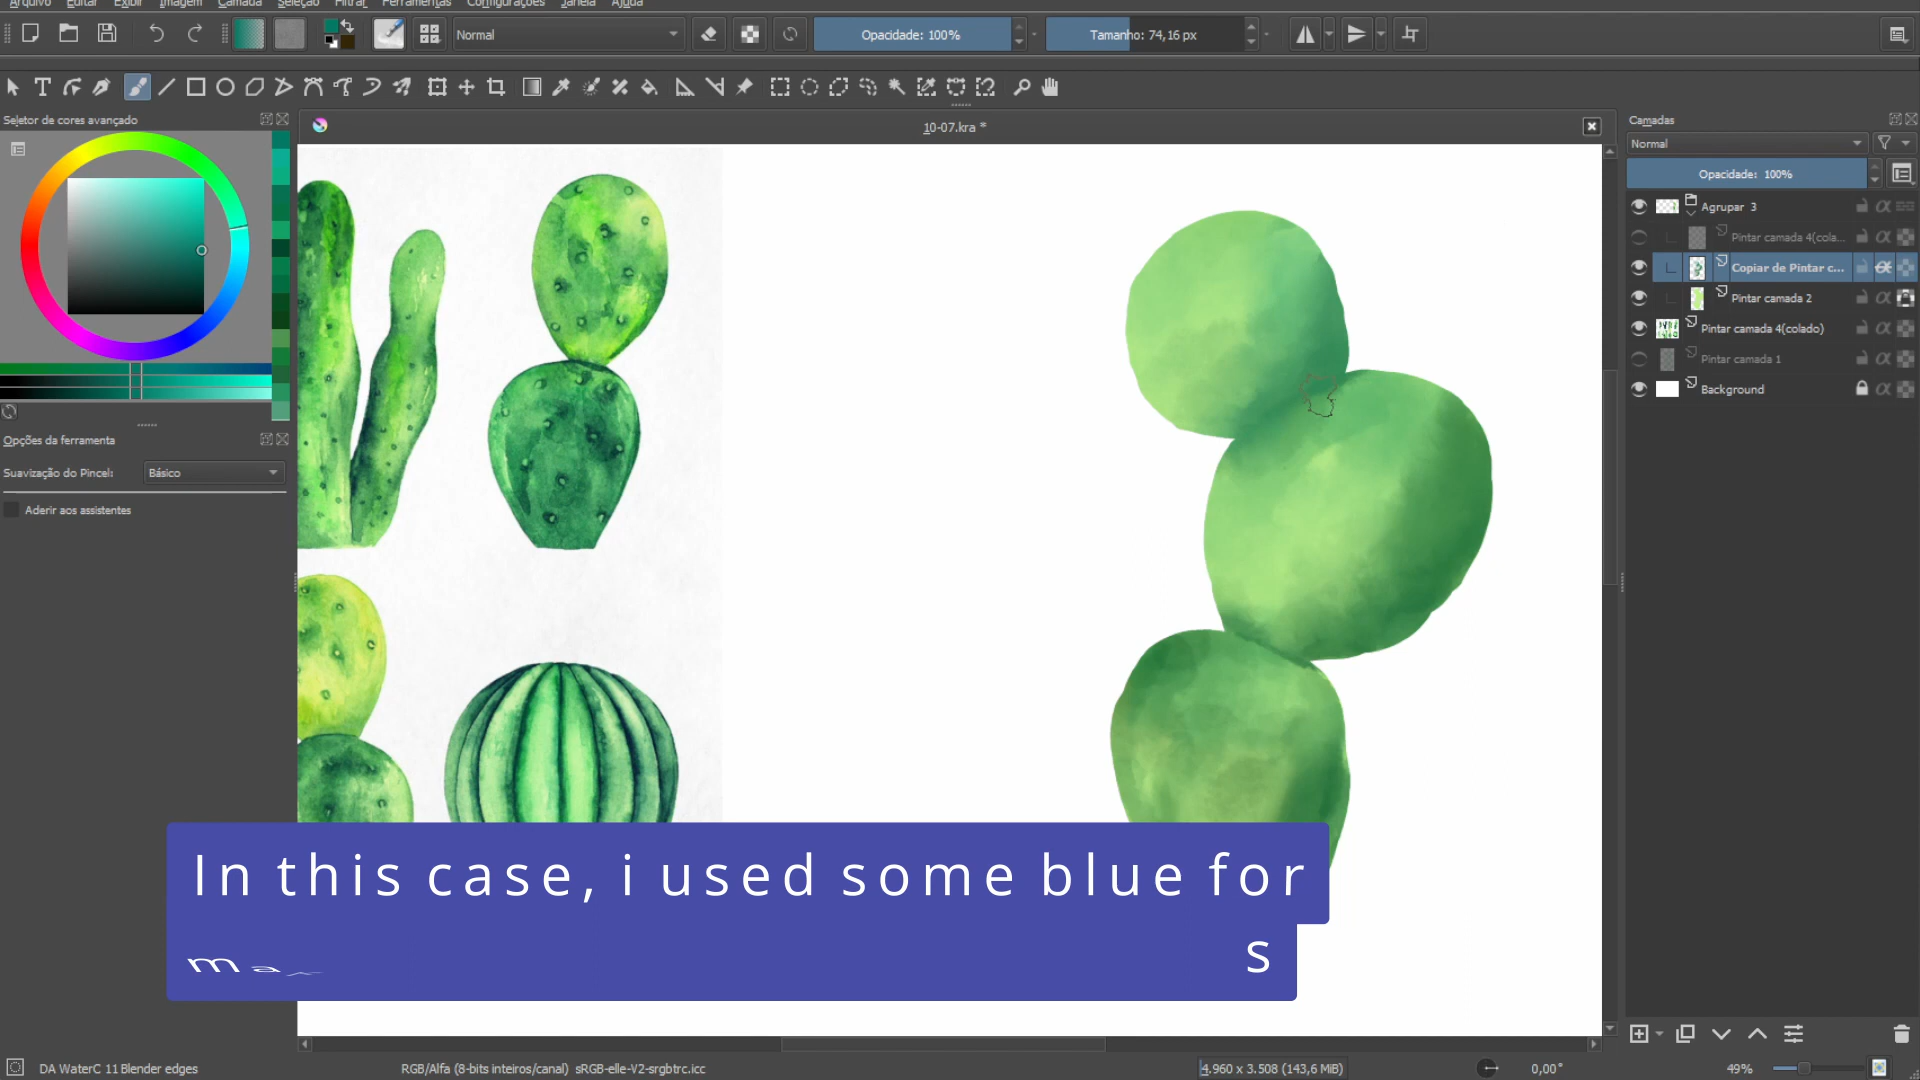 Arquivo Editar Exibir Imagem Camada Seleção Filtrar Ferramentas Configurações Janela Ajuda
Normal
Opacidade: 100%
Tamanho: 74,16 px
Seletor de cores avançado
10-07.kra *
Camadas
Normal
Opacidade: 100%
Agrupar 3
Pintar camada 4(cola...
Copiar de Pintar c...
Pintar camada 2
Pintar camada 4(colado)
Pintar camada 1
Background
Opções da ferramenta
Suavização do Pincel: Básico
Aderir aos assistentes
In this case, i used some blue for
s
DA WaterC 11 Blender edges
RGB/Alfa (8-bits inteiros/canal) sRGB-elle-V2-srgbtrc.icc
4.960 x 3.508 (143,6 MiB)
0,00°
49%